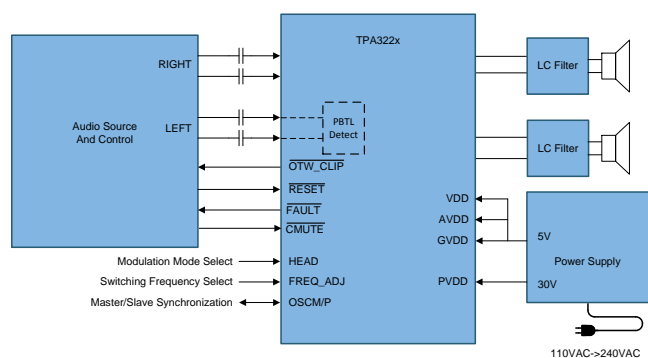 TPA322x
RIGHT
LC Filter
Audio Source
And Control
LEFT
PBTL
Detect
LC Filter
OTW_CLIP
RESET
FAULT
CMUTE
VDD
AVDD
GVDD
5V
Power Supply
Modulation Mode Select
HEAD
Switching Frequency Select
FREQ_ADJ
PVDD
30V
Master/Slave Synchronization
OSCM/P
110VAC->240VAC